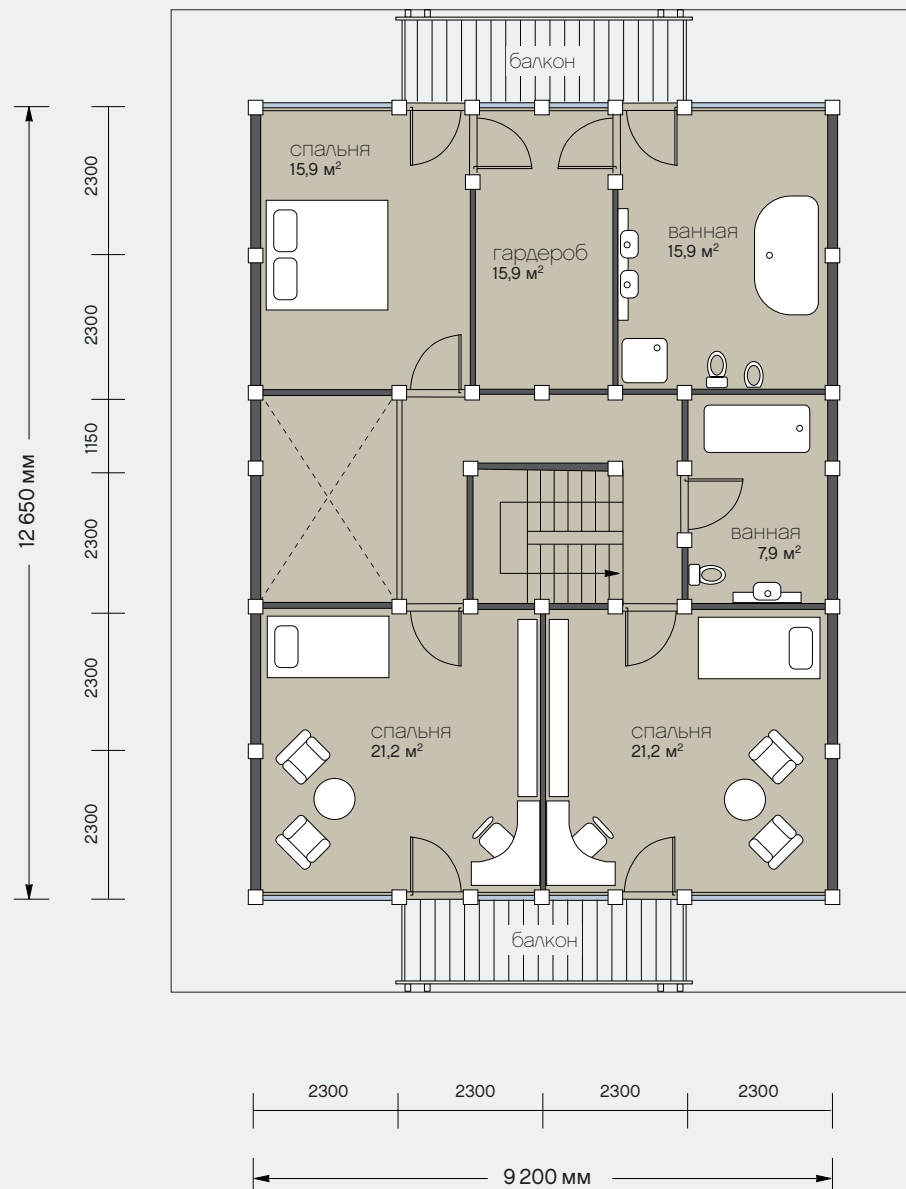 балкон
спальня
15,9 м²
гардероб
15,9 м²
ванная
15,9 м²
2300
2300
1150
2300
2300
2300
12 650 мм
ванная
7,9 м²
спальня
21,2 м²
спальня
21,2 м²
балкон
2300
2300
2300
2300
9 200 мм